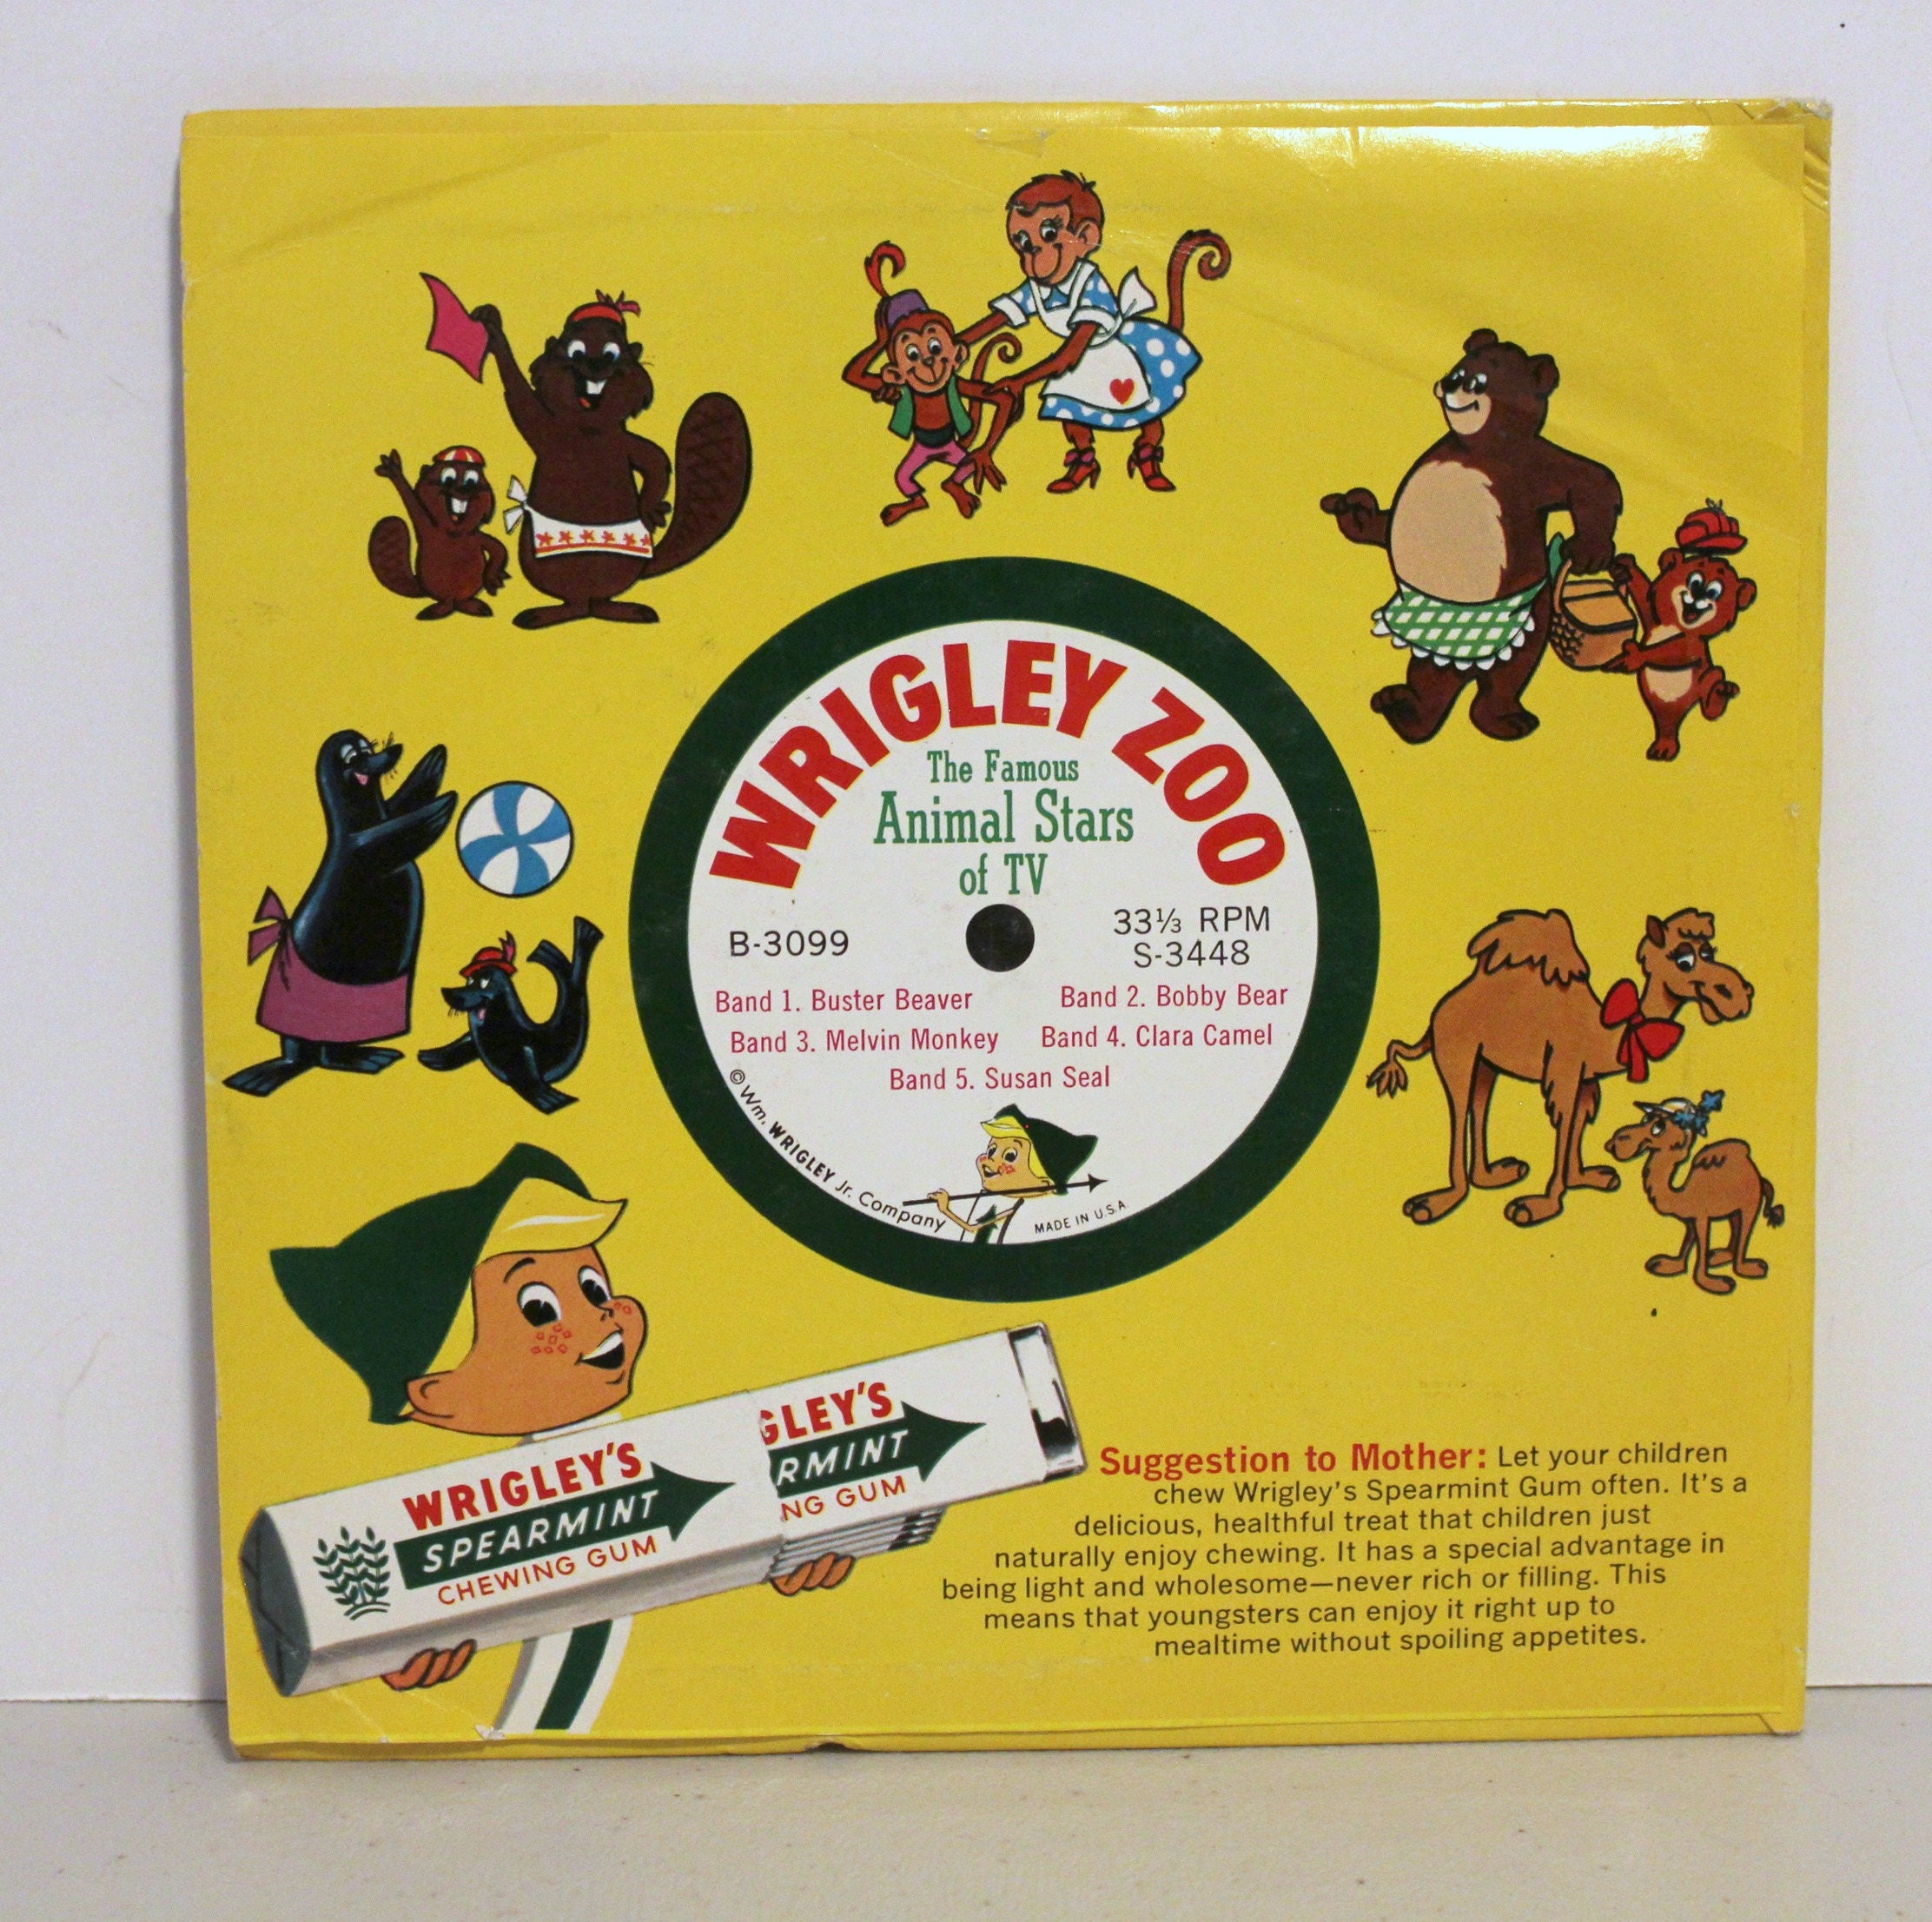 WRIGLEY ZOO
The Famous
Animal Stars
of TV
B-3099
33⅓ RPM
S-3448
Band 1. Buster Beaver
Band 2. Bobby Bear
Band 3. Melvin Monkey
Band 4. Clara Camel
Band 5. Susan Seal
© Wm. WRIGLEY Jr. Company
MADE IN U.S.A.
WRIGLEY'S
SPEARMINT
CHEWING GUM
GLEY'S
RMINT
NG GUM
Suggestion to Mother: Let your children
chew Wrigley's Spearmint Gum often. It's a
delicious, healthful treat that children just
naturally enjoy chewing. It has a special advantage in
being light and wholesome—never rich or filling. This
means that youngsters can enjoy it right up to
mealtime without spoiling appetites.